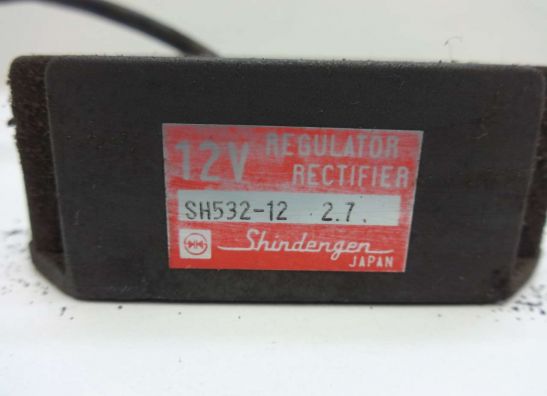 12V REGULATOR
RECTIFIER
SH532-12 2.7.
Shindengen
JAPAN